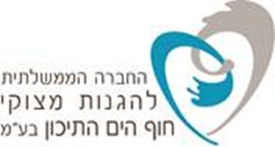 החברה הממשלתית
להגנות מצוקי
חוף הים התיכון בע"מ